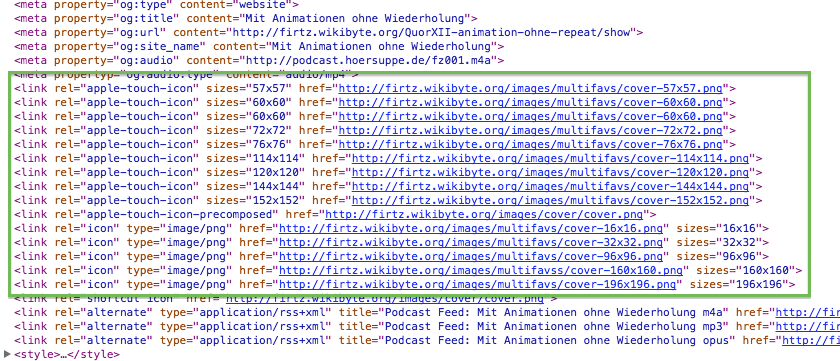 <meta property="og:type" content="website">
<meta property="og:title" content="Mit Animationen ohne Wiederholung">
<meta property="og:url" content="http://firtz.wikibyte.org/QuorXII-animation-ohne-repeat/show">
<meta property="og:site_name" content="Mit Animationen ohne Wiederholung">
<meta property="og:audio" content="http://podcast.hoersuppe.de/fz001.m4a">
<meta property="og:audio:type" content="audio/mp4">
<link rel="apple-touch-icon" sizes="57x57" href="http://firtz.wikibyte.org/images/multifavs/cover-57x57.png">
<link rel="apple-touch-icon" sizes="60x60" href="http://firtz.wikibyte.org/images/multifavs/cover-60x60.png">
<link rel="apple-touch-icon" sizes="60x60" href="http://firtz.wikibyte.org/images/multifavs/cover-60x60.png">
<link rel="apple-touch-icon" sizes="72x72" href="http://firtz.wikibyte.org/images/multifavs/cover-72x72.png">
<link rel="apple-touch-icon" sizes="76x76" href="http://firtz.wikibyte.org/images/multifavs/cover-76x76.png">
<link rel="apple-touch-icon" sizes="114x114" href="http://firtz.wikibyte.org/images/multifavs/cover-114x114.png">
<link rel="apple-touch-icon" sizes="120x120" href="http://firtz.wikibyte.org/images/multifavs/cover-120x120.png">
<link rel="apple-touch-icon" sizes="144x144" href="http://firtz.wikibyte.org/images/multifavs/cover-144x144.png">
<link rel="apple-touch-icon" sizes="152x152" href="http://firtz.wikibyte.org/images/multifavs/cover-152x152.png">
<link rel="apple-touch-icon-precomposed" href="http://firtz.wikibyte.org/images/cover/cover.png">
<link rel="icon" type="image/png" href="http://firtz.wikibyte.org/images/multifavs/cover-16x16.png" sizes="16x16">
<link rel="icon" type="image/png" href="http://firtz.wikibyte.org/images/multifavs/cover-32x32.png" sizes="32x32">
<link rel="icon" type="image/png" href="http://firtz.wikibyte.org/images/multifavs/cover-96x96.png" sizes="96x96">
<link rel="icon" type="image/png" href="http://firtz.wikibyte.org/images/multifavss/cover-160x160.png" sizes="160x160">
<link rel="icon" type="image/png" href="http://firtz.wikibyte.org/images/multifavs/cover-196x196.png" sizes="196x196">
<link rel="shortcut icon" href="http://firtz.wikibyte.org/images/cover/cover.png">
<link rel="alternate" type="application/rss+xml" title="Podcast Feed: Mit Animationen ohne Wiederholung m4a" href="http://fi
<link rel="alternate" type="application/rss+xml" title="Podcast Feed: Mit Animationen ohne Wiederholung mp3" href="http://fi
<link rel="alternate" type="application/rss+xml" title="Podcast Feed: Mit Animationen ohne Wiederholung opus" href="http://f
<style>…</style>